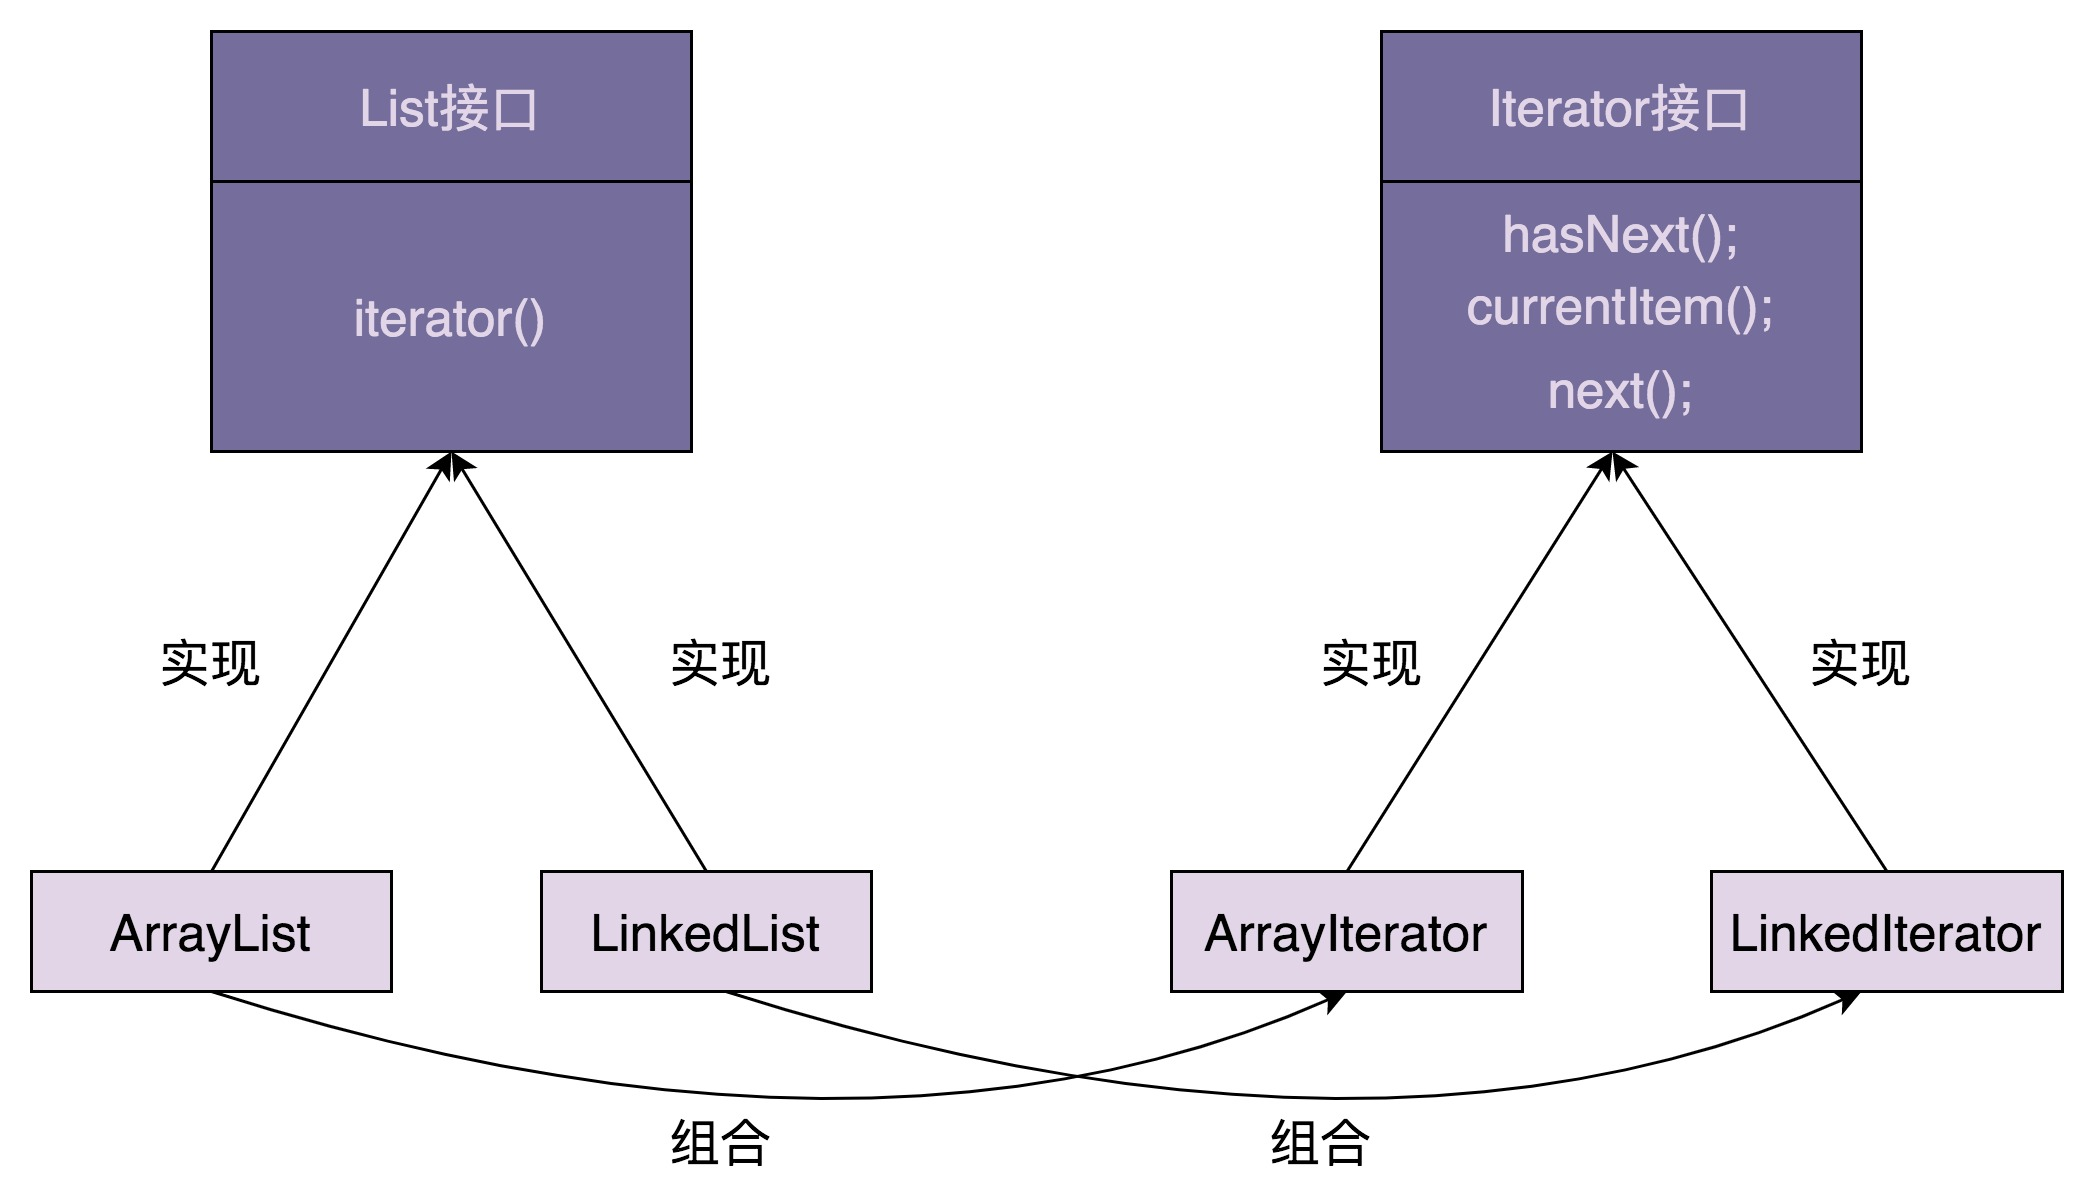 List接口
Iterator接口
iterator()
hasNext();
currentItem();
next();
实现
实现
实现
实现
ArrayList
LinkedList
ArrayIterator
LinkedIterator
组合
组合